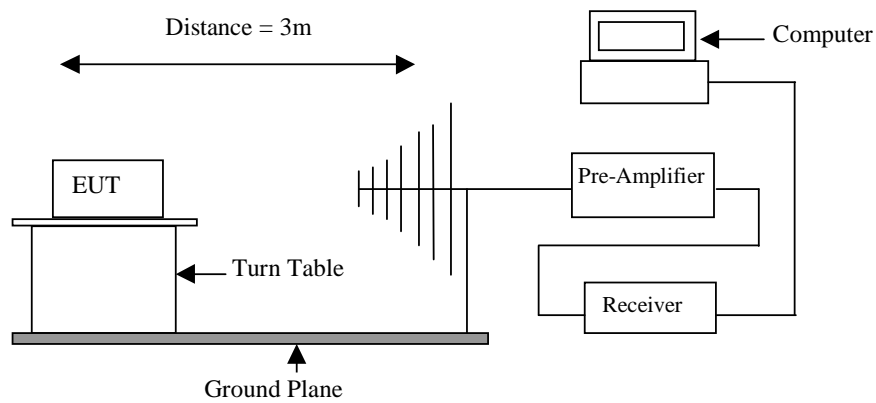 Distance = 3m
Computer
EUT
Pre-Amplifier
Turn Table
Receiver
Ground Plane